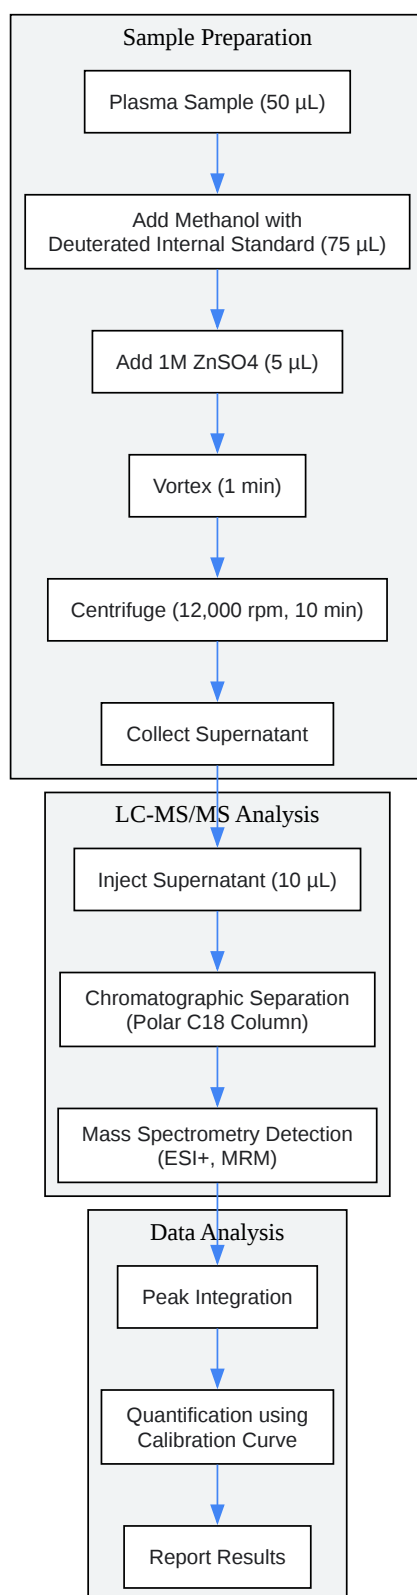 Sample Preparation
Plasma Sample (50 µL)
Add Methanol with
Deuterated Internal Standard (75 µL)
Add 1M ZnSO4 (5 µL)
Vortex (1 min)
Centrifuge (12,000 rpm, 10 min)
Collect Supernatant
LC-MS/MS Analysis
Inject Supernatant (10 µL)
Chromatographic Separation
(Polar C18 Column)
Mass Spectrometry Detection
(ESI+, MRM)
Data Analysis
Peak Integration
Quantification using
Calibration Curve
Report Results